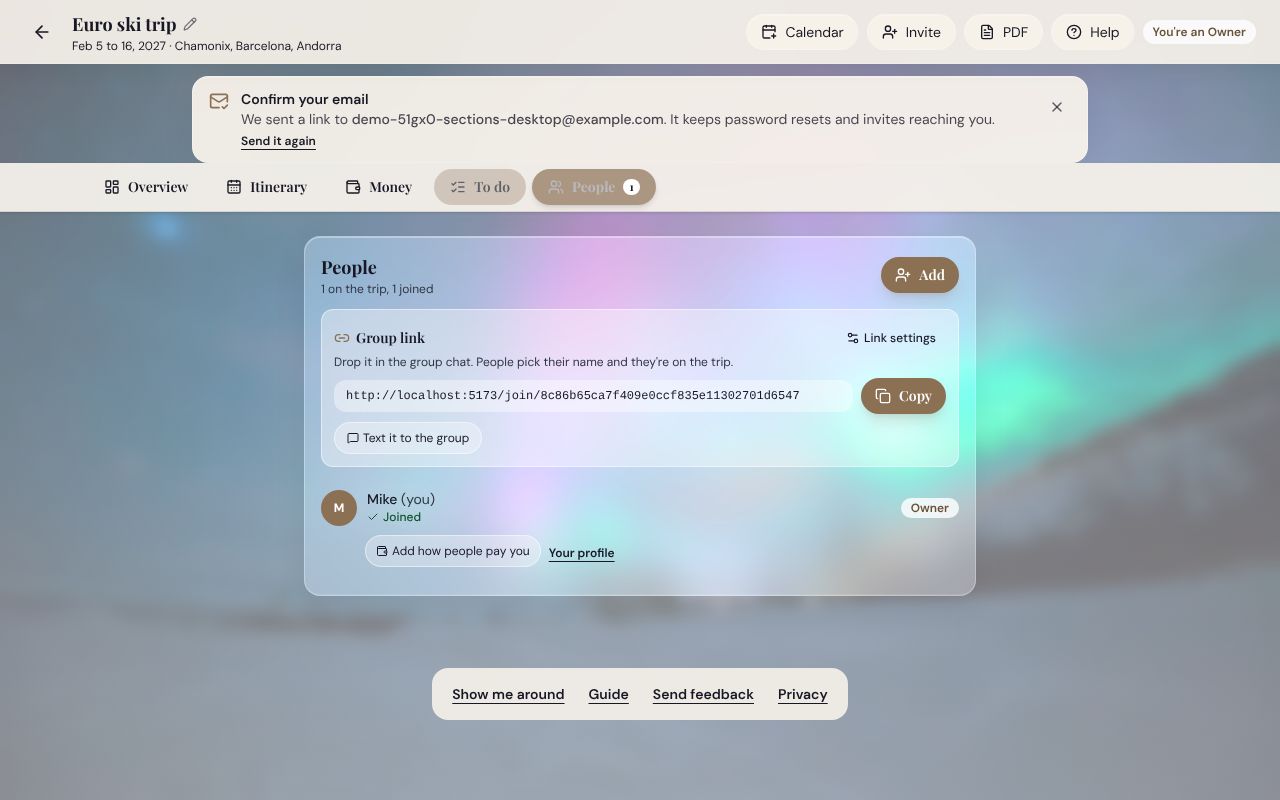 Euro ski trip
Feb 5 to 16, 2027 · Chamonix, Barcelona, Andorra
Calendar
Invite
PDF
Help
You're an Owner
Confirm your email
We sent a link to demo-51gx0-sections-desktop@example.com. It keeps password resets and invites reaching you.
Send it again
Overview
Itinerary
Money
To do
People 1
People
1 on the trip, 1 joined
Add
Group link
Link settings
Drop it in the group chat. People pick their name and they're on the trip.
http://localhost:5173/join/8c86b65ca7f409e0ccf835e11302701d6547
Copy
Text it to the group
M
Mike (you)
Joined
Owner
Add how people pay you
Your profile
Show me around
Guide
Send feedback
Privacy